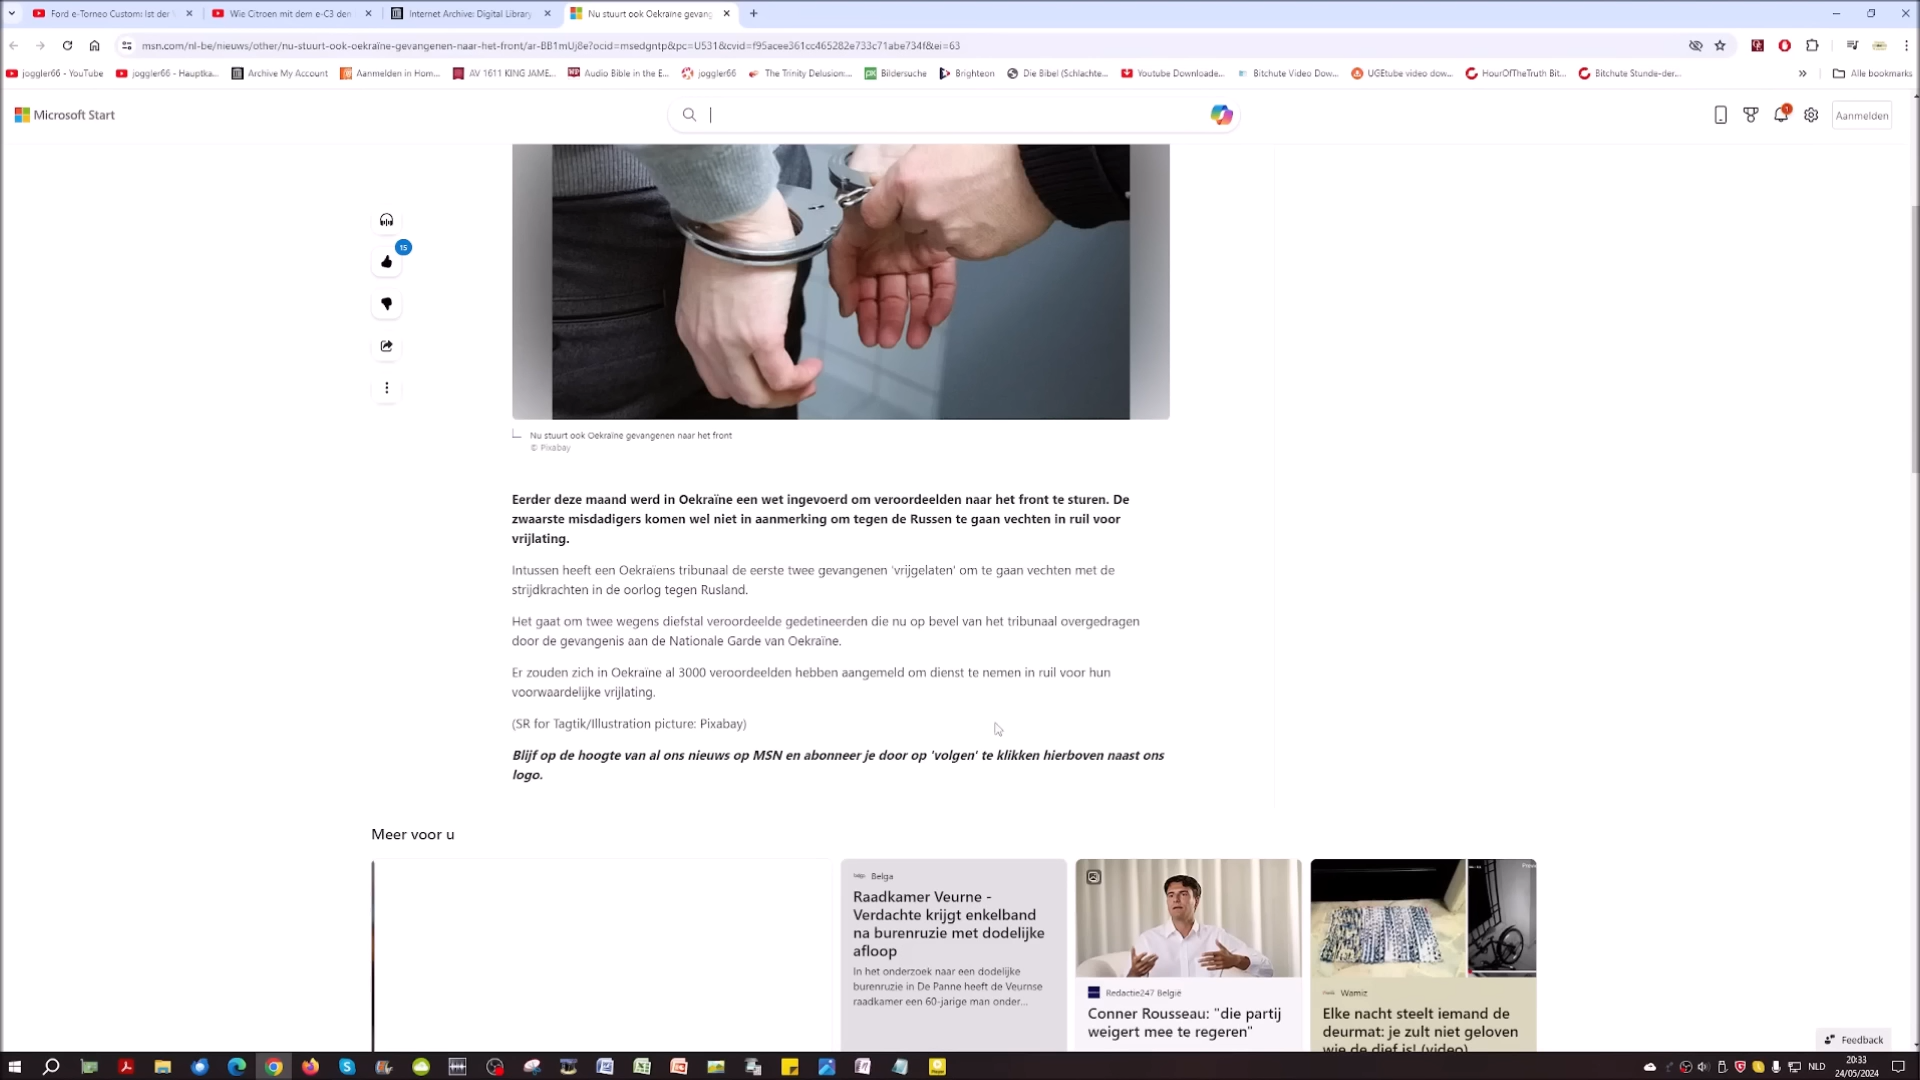 Ford e-Torneo Custom: Ist der
Wie Citroen mit dem e-C3 den
Internet Archive: Digital Library
Nu stuurt ook Oekraïne gevang
msn.com/nl-be/nieuws/other/nu-stuurt-ook-oekraïne-gevangenen-naar-het-front/ar-BB1mUj8e?ocid=msedgntp&pc=U531&cvid=f95acee361cc465282e733c71abe734f&ei=63
joggler66 - YouTube
joggler66 - Hauptka...
Archive My Account
Aanmelden in Hom...
AV 1611 KING JAME...
Audio Bible in the E...
joggler66
The Trinity Delusion:...
Bildersuche
Brighteon
Die Bibel (Schlachte...
Youtube Downloade...
Bitchute Video Dow...
UGEtube video dow...
HourOfTheTruth Bit...
Bitchute Stunde-der...
All bookmarks
Microsoft Start
1
Aanmelden
15
Nu stuurt ook Oekraïne gevangenen naar het front
© Pixabay
Eerder deze maand werd in Oekraïne een wet ingevoerd om veroordeelden naar het front te sturen. De
zwaarste misdadigers komen wel niet in aanmerking om tegen de Russen te gaan vechten in ruil voor
vrijlating.
Intussen heeft een Oekraïens tribunaal de eerste twee gevangenen 'vrijgelaten' om te gaan vechten met de
strijdkrachten in de oorlog tegen Rusland.
Het gaat om twee wegens diefstal veroordeelde gedetineerden die nu op bevel van het tribunaal overgedragen
door de gevangenis aan de Nationale Garde van Oekraïne.
Er zouden zich in Oekraïne al 3000 veroordeelden hebben aangemeld om dienst te nemen in ruil voor hun
voorwaardelijke vrijlating.
(SR for Tagtik/Illustration picture: Pixabay)
Blijf op de hoogte van al ons nieuws op MSN en abonneer je door op 'volgen' te klikken hierboven naast ons
logo.
Meer voor u
Belga
Raadkamer Veurne -
Verdachte krijgt enkelband
na burenruzie met dodelijke
afloop
In het onderzoek naar een dodelijke
burenruzie in De Panne heeft de Veurnse
raadkamer een 60-jarige man onder...
Redactie247 België
Conner Rousseau: "die partij
weigert mee te regeren"
Wamiz
Elke nacht steelt iemand de
deurmat: je zult niet geloven
wie de dief is! (video)
Feedback
NLD
20:33
24/05/2024